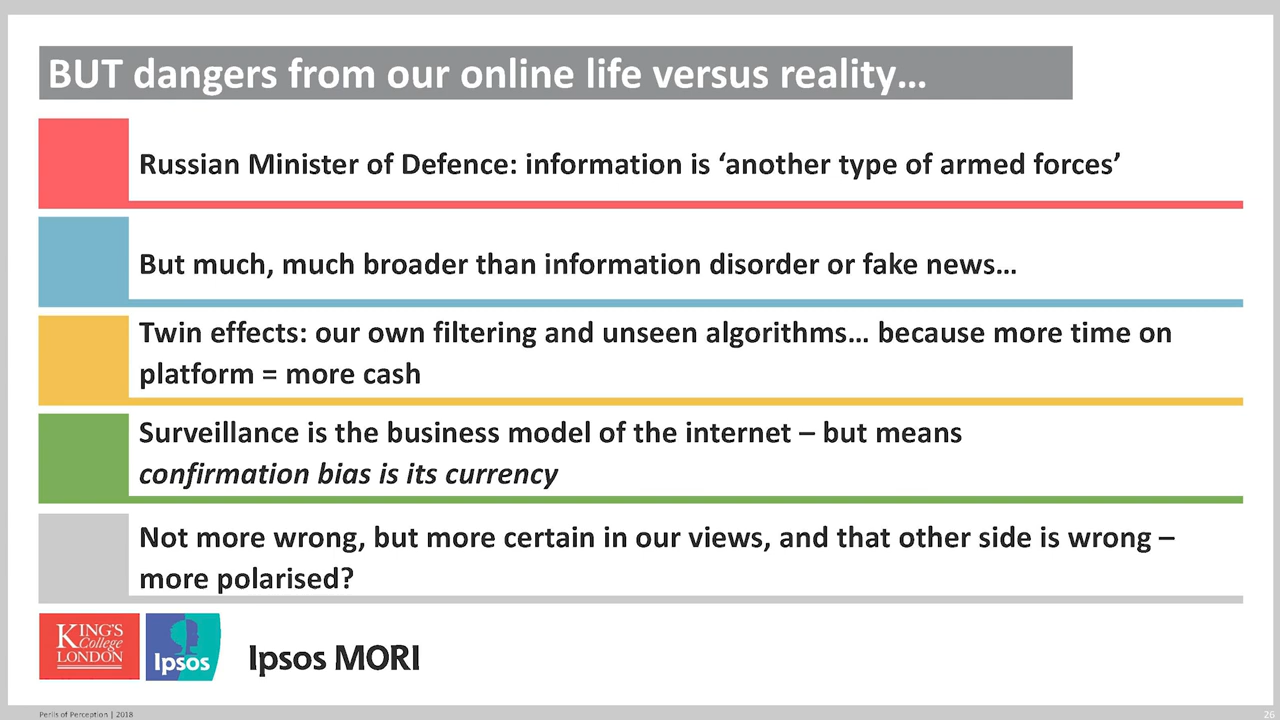 BUT dangers from our online life versus reality…
Russian Minister of Defence: information is ‘another type of armed forces’
But much, much broader than information disorder or fake news…
Twin effects: our own filtering and unseen algorithms… because more time on
platform = more cash
Surveillance is the business model of the internet – but means
confirmation bias is its currency
Not more wrong, but more certain in our views, and that other side is wrong –
more polarised?
KING'S
College
LONDON
Ipsos
Ipsos MORI
Perils of Perception | 2018
26